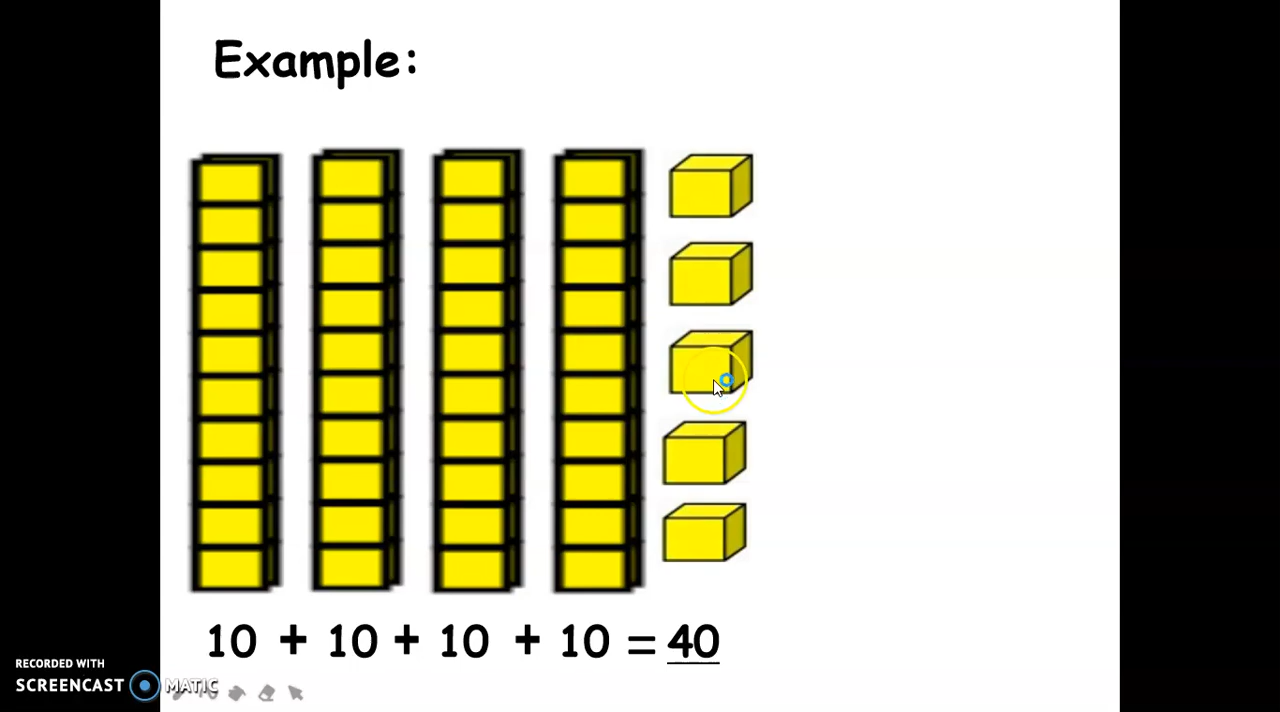 Example:
10 + 10 + 10 + 10 = 40
RECORDED WITH
SCREENCAST MATIC